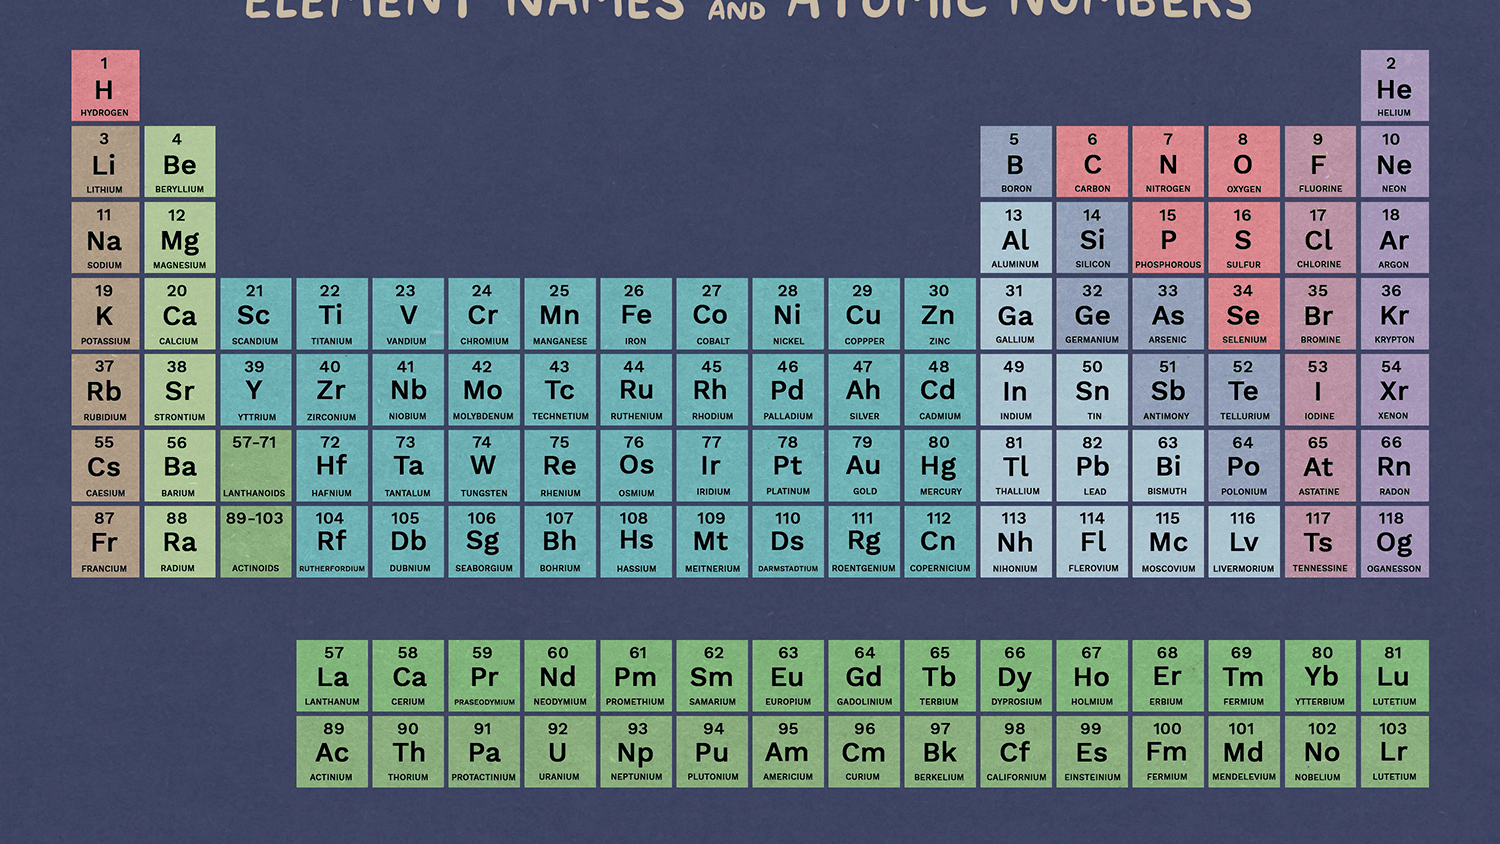 ELEMENT NAMES AND ATOMIC NUMBERS
1 2
H He
HYDROGEN HELIUM
3 4 5 6 7 8 9 10
Li Be B C N O F Ne
LITHIUM BERYLLIUM BORON CARBON NITROGEN OXYGEN FLUORINE NEON
11 12 13 14 15 16 17 18
Na Mg Al Si P S Cl Ar
SODIUM MAGNESIUM ALUMINUM SILICON PHOSPHOROUS SULFUR CHLORINE ARGON
19 20 21 22 23 24 25 26 27 28 29 30 31 32 33 34 35 36
K Ca Sc Ti V Cr Mn Fe Co Ni Cu Zn Ga Ge As Se Br Kr
POTASSIUM CALCIUM SCANDIUM TITANIUM VANDIUM CHROMIUM MANGANESE IRON COBALT NICKEL COPPPER ZINC GALLIUM GERMANIUM ARSENIC SELENIUM BROMINE KRYPTON
37 38 39 40 41 42 43 44 45 46 47 48 49 50 51 52 53 54
Rb Sr Y Zr Nb Mo Tc Ru Rh Pd Ah Cd In Sn Sb Te I Xr
RUBIDIUM STRONTIUM YTTRIUM ZIRCONIUM NIOBIUM MOLYBDENUM TECHNETIUM RUTHENIUM RHODIUM PALLADIUM SILVER CADMIUM INDIUM TIN ANTIMONY TELLURIUM IODINE XENON
55 56 57-71 72 73 74 75 76 77 78 79 80 81 82 63 64 65 66
Cs Ba Hf Ta W Re Os Ir Pt Au Hg Tl Pb Bi Po At Rn
CAESIUM BARIUM LANTHANOIDS HAFNIUM TANTALUM TUNGSTEN RHENIUM OSMIUM IRIDIUM PLATINUM GOLD MERCURY THALLIUM LEAD BISMUTH POLONIUM ASTATINE RADON
87 88 89-103 104 105 106 107 108 109 110 111 112 113 114 115 116 117 118
Fr Ra Rf Db Sg Bh Hs Mt Ds Rg Cn Nh Fl Mc Lv Ts Og
FRANCIUM RADIUM ACTINOIDS RUTHERFORDIUM DUBNIUM SEABORGIUM BOHRIUM HASSIUM MEITNERIUM DARMSTADTIUM ROENTGENIUM COPERNICIUM NIHONIUM FLEROVIUM MOSCOVIUM LIVERMORIUM TENNESSINE OGANESSON
57 58 59 60 61 62 63 64 65 66 67 68 69 80 81
La Ca Pr Nd Pm Sm Eu Gd Tb Dy Ho Er Tm Yb Lu
LANTHANUM CERIUM PRASEODYMIUM NEODYMIUM PROMETHIUM SAMARIUM EUROPIUM GADOLINIUM TERBIUM DYPROSIUM HOLMIUM ERBIUM FERMIUM YTTERBIUM LUTETIUM
89 90 91 92 93 94 95 96 97 98 99 100 101 102 103
Ac Th Pa U Np Pu Am Cm Bk Cf Es Fm Md No Lr
ACTINIUM THORIUM PROTACTINIUM URANIUM NEPTUNIUM PLUTONIUM AMERICIUM CURIUM BERKELIUM CALIFORNIUM EINSTEINIUM FERMIUM MENDELEVIUM NOBELIUM LUTETIUM